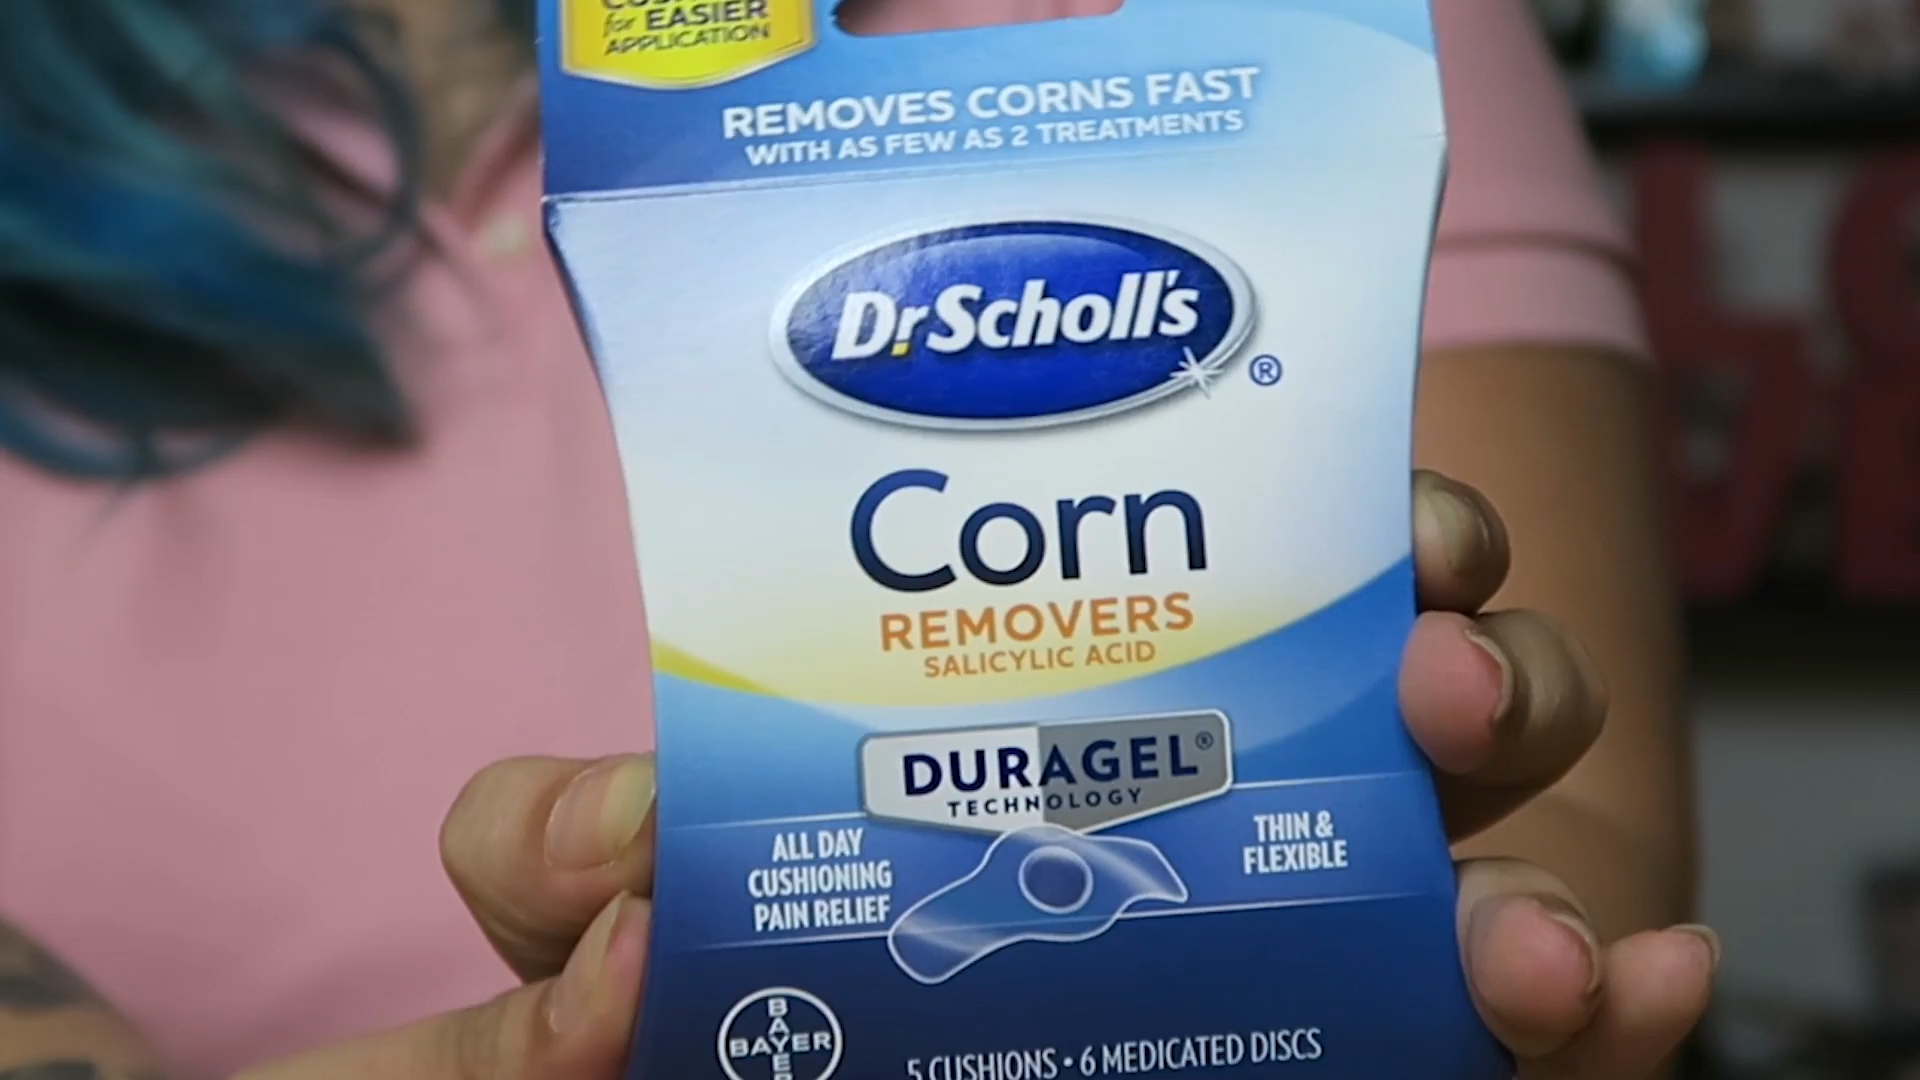 for EASIER
APPLICATION
REMOVES CORNS FAST
WITH AS FEW AS 2 TREATMENTS
Dr. Scholl's
®
Corn
REMOVERS
SALICYLIC ACID
DURAGEL®
TECHNOLOGY
ALL DAY
CUSHIONING
PAIN RELIEF
THIN &
FLEXIBLE
BAYER
BAYER
5 CUSHIONS • 6 MEDICATED DISCS